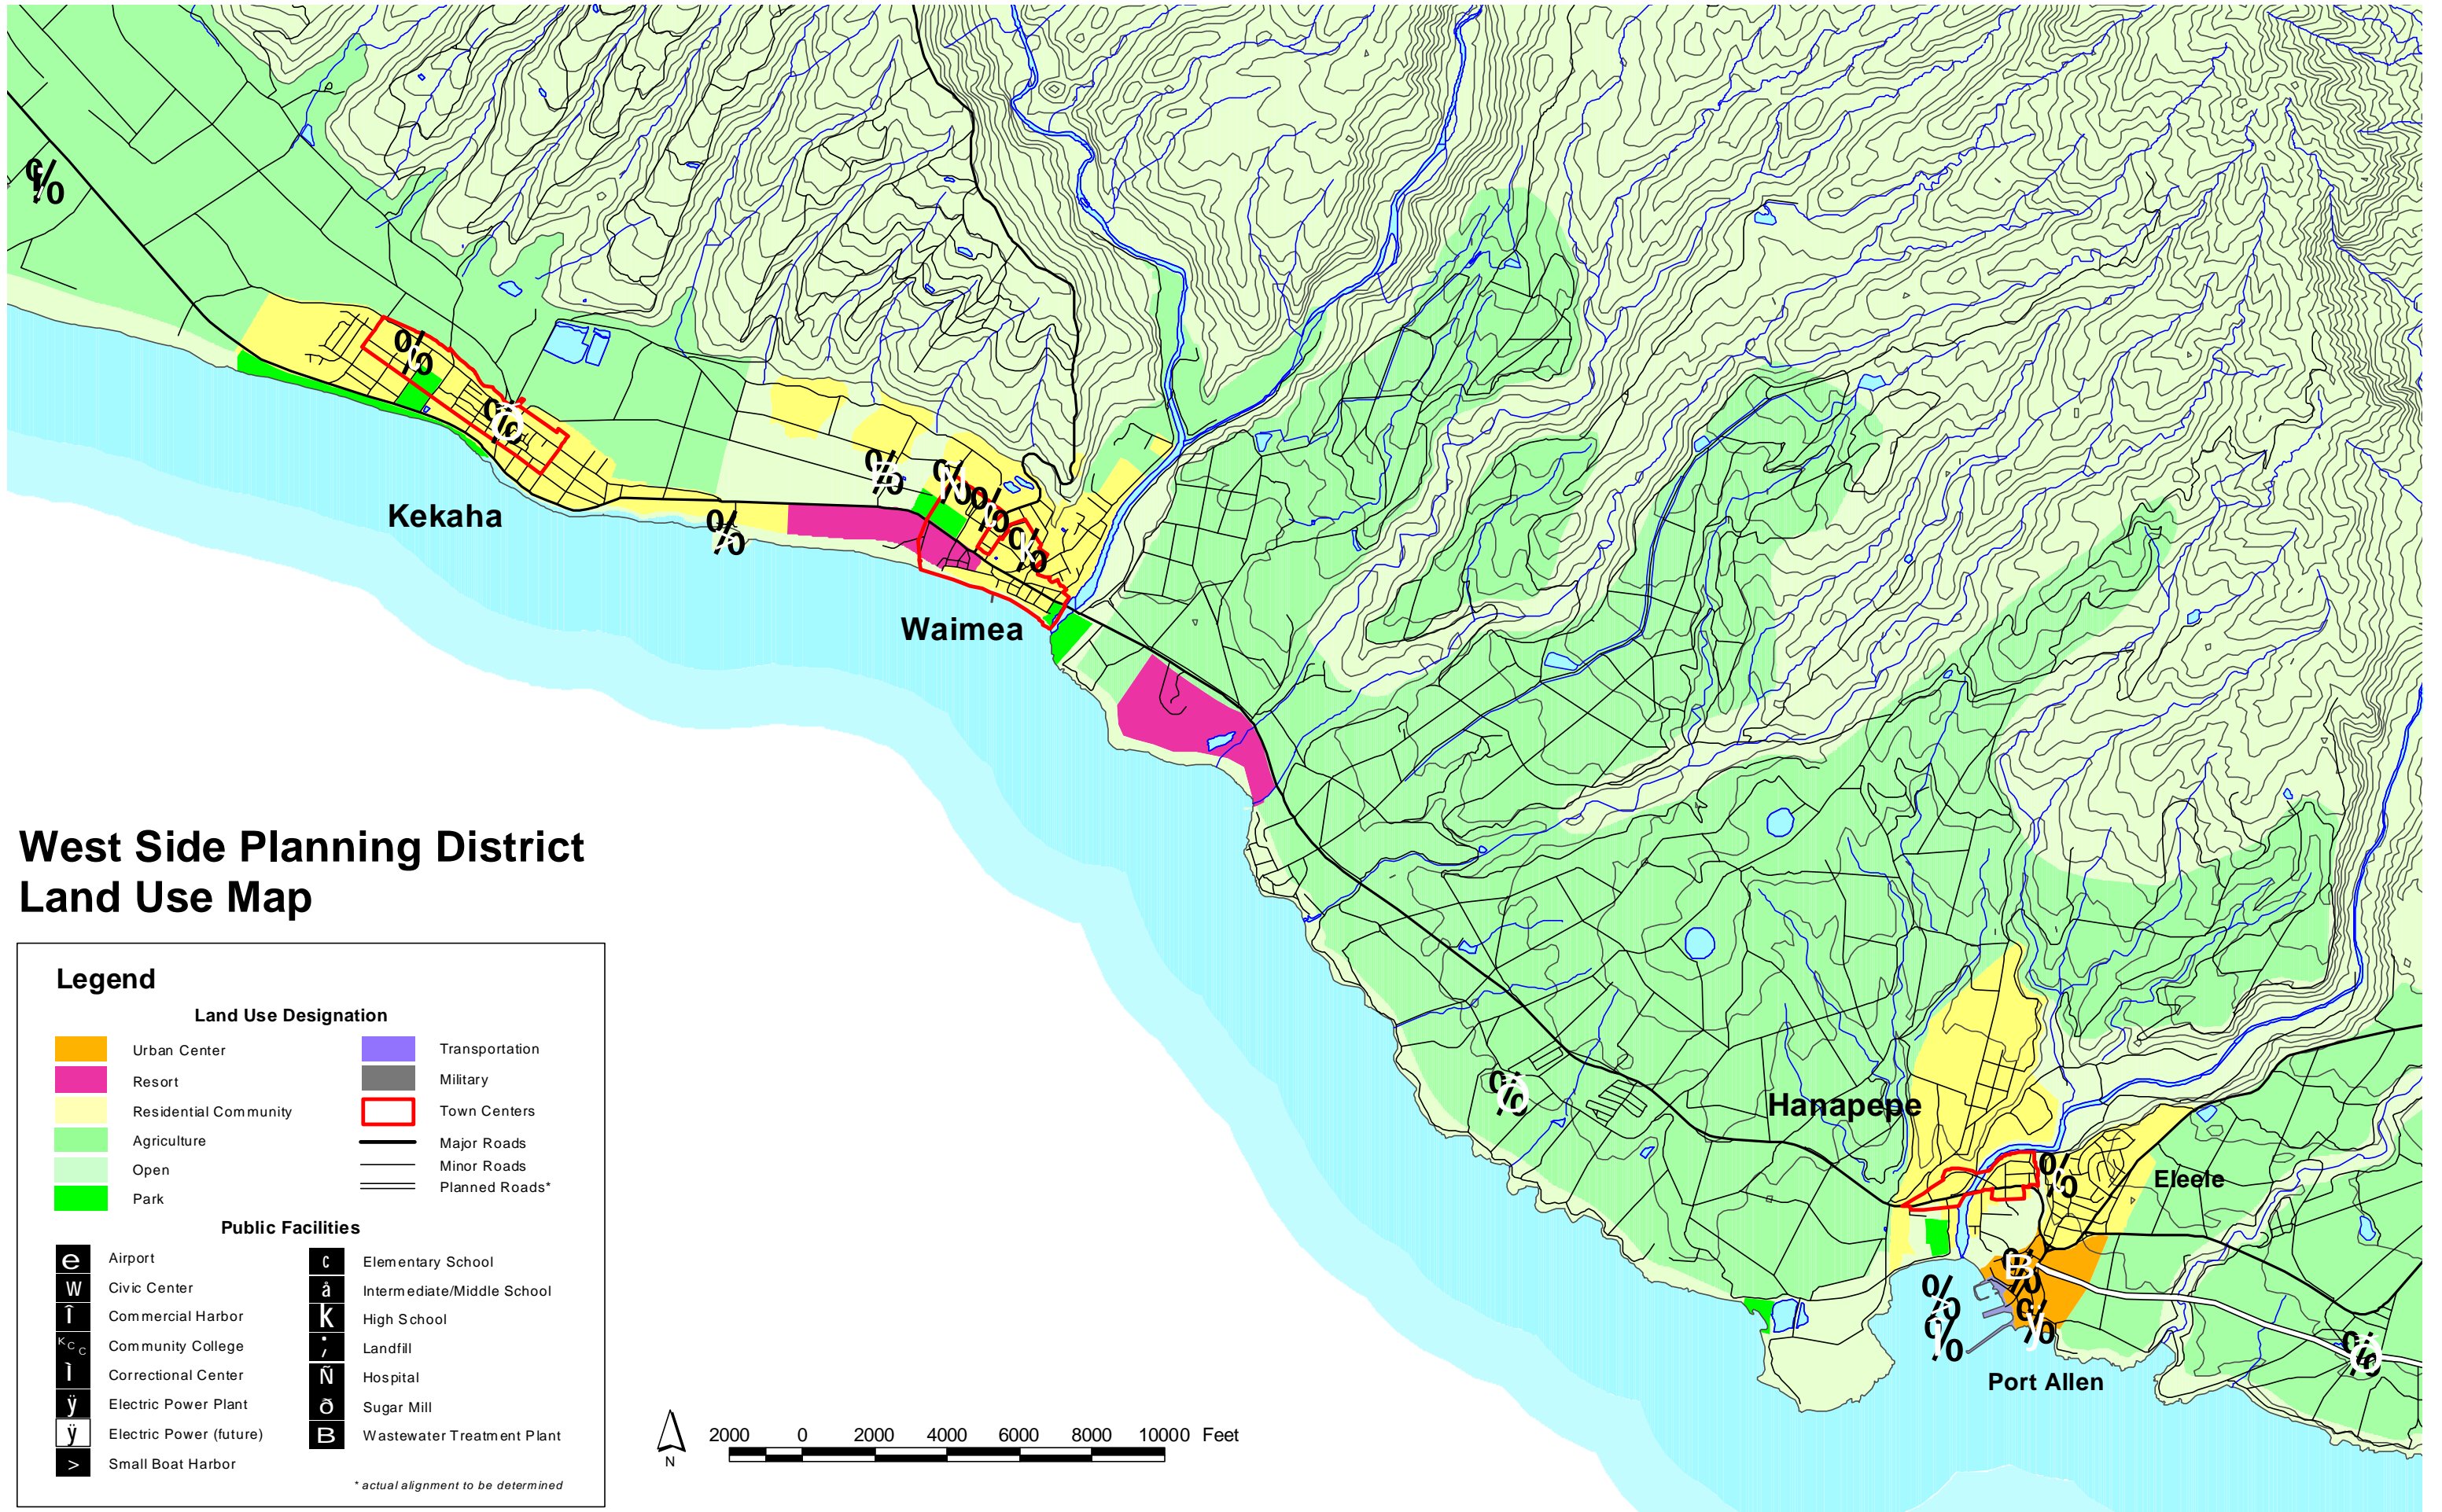 Kekaha
Waimea
West Side Planning District
Land Use Map
Hanapepe
Eleele
Port Allen
Legend
Land Use Designation
Urban Center
Resort
Residential Community
Agriculture
Open
Park
Transportation
Military
Town Centers
Major Roads
Minor Roads
Planned Roads*
Public Facilities
e Airport
W Civic Center
Î Commercial Harbor
KCC Community College
Ì Correctional Center
ÿ Electric Power Plant
ÿ Electric Power (future)
> Small Boat Harbor
c Elementary School
å Intermediate/Middle School
k High School
; Landfill
Ñ Hospital
ð Sugar Mill
B Wastewater Treatment Plant
* actual alignment to be determined
N
2000 0 2000 4000 6000 8000 10000 Feet